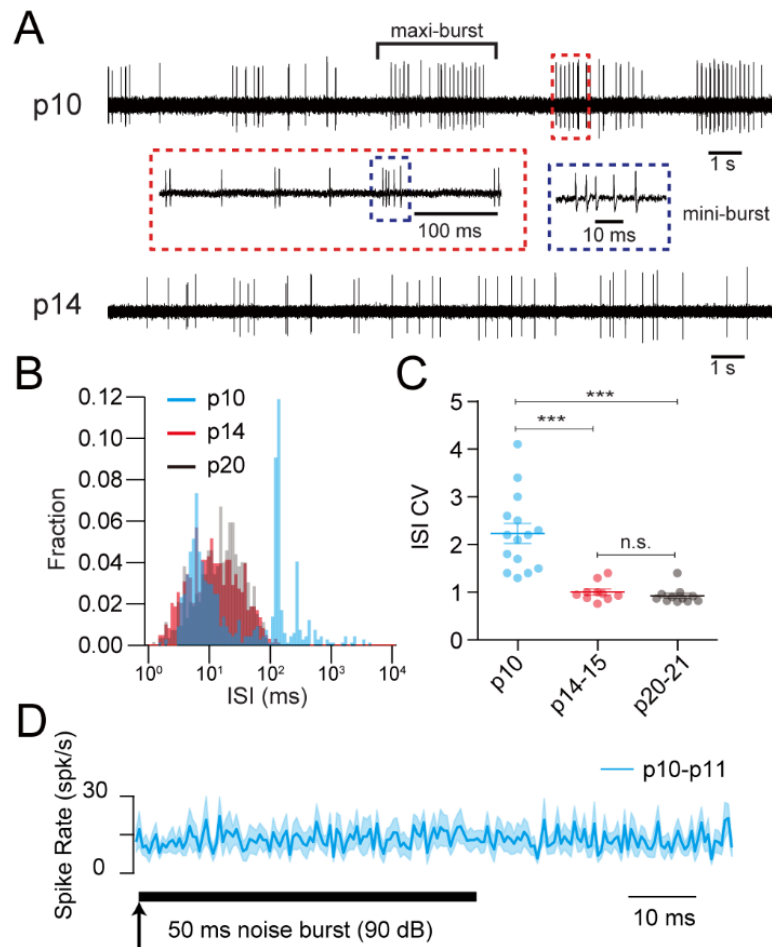 A
maxi-burst
p10
1 s
100 ms
10 ms
mini-burst
p14
1 s
B
p10
p14
p20
0.12
0.10
0.08
0.06
0.04
0.02
0.00
Fraction
10⁰ 10¹ 10² 10³ 10⁴
ISI (ms)
C
***
***
n.s.
5
4
3
2
1
0
ISI CV
p10 p14-15 p20-21
D
p10-p11
30
0
Spike Rate (spk/s)
50 ms noise burst (90 dB)
10 ms